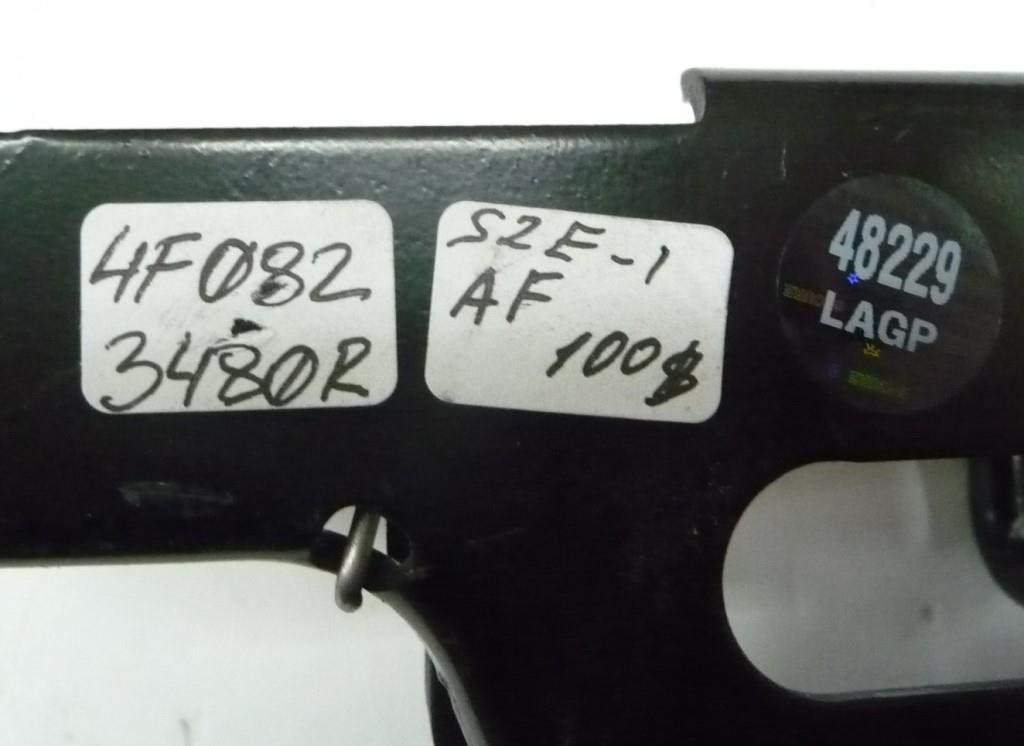 4F082
3480R
S2E-1
AF
100$
48229
LAGP